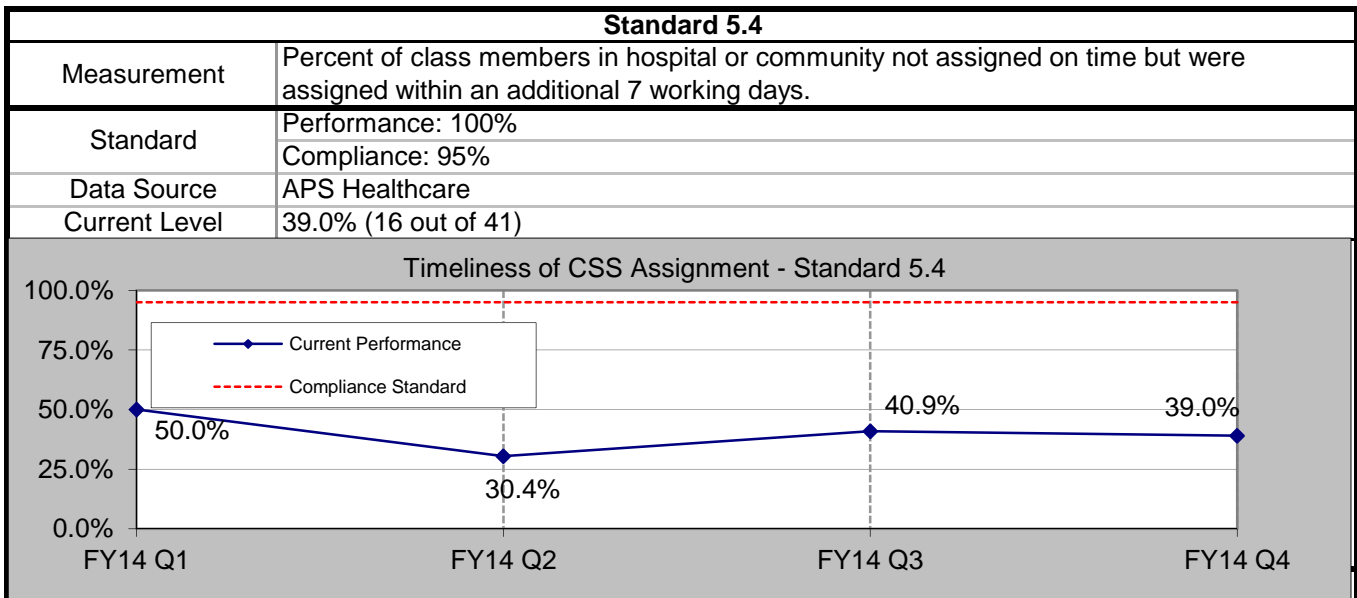 Standard 5.4
Measurement
Percent of class members in hospital or community not assigned on time but were
assigned within an additional 7 working days.
Standard
Performance: 100%
Compliance: 95%
Data Source
APS Healthcare
Current Level
39.0% (16 out of 41)
Timeliness of CSS Assignment - Standard 5.4
100.0%
75.0%
50.0%
25.0%
0.0%
Current Performance
Compliance Standard
50.0%
30.4%
40.9%
39.0%
FY14 Q1
FY14 Q2
FY14 Q3
FY14 Q4